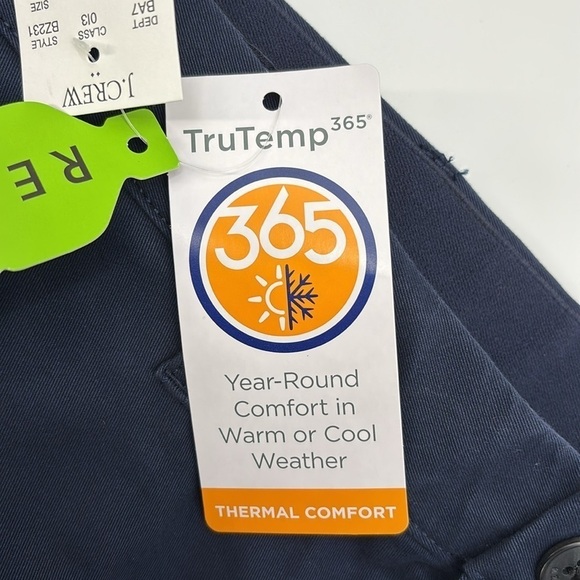 DEPT CLASS STYLE SIZE
BA7 013 BZ231
J.CREW
RE
TruTemp365®
365
Year-Round
Comfort in
Warm or Cool
Weather
THERMAL COMFORT